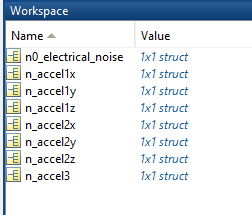 Workspace
Name Value
n0_electrical_noise 1x1 struct
n_accel1x 1x1 struct
n_accel1y 1x1 struct
n_accel1z 1x1 struct
n_accel2x 1x1 struct
n_accel2y 1x1 struct
n_accel2z 1x1 struct
n_accel3 1x1 struct